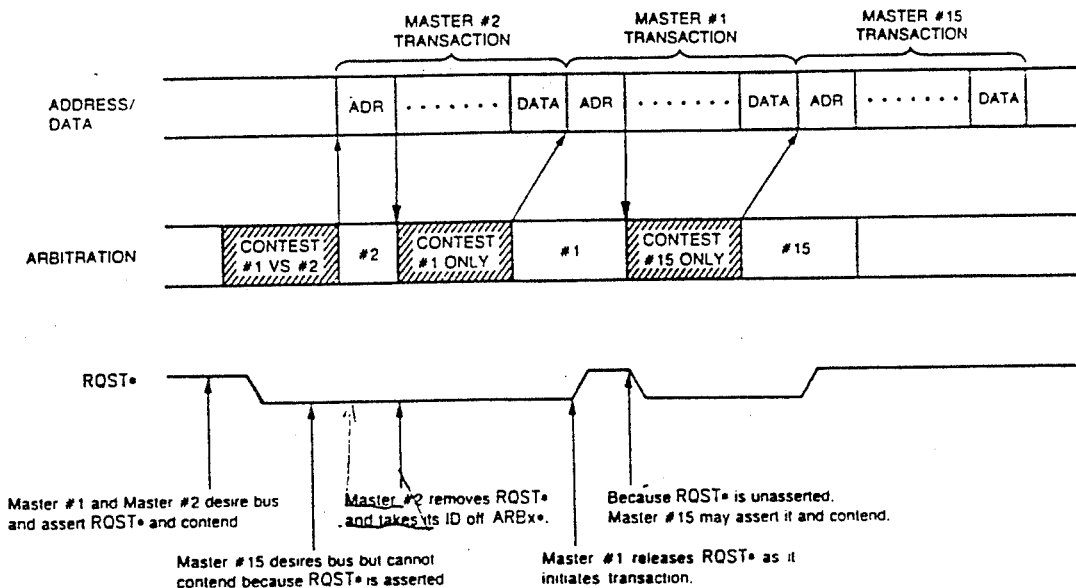 MASTER #2
TRANSACTION
MASTER #1
TRANSACTION
MASTER #15
TRANSACTION
ADDRESS/
DATA
ADR ........ DATA ADR ........ DATA ADR ........ DATA
ARBITRATION
CONTEST
#1 VS #2
#2
CONTEST
#1 ONLY
#1
CONTEST
#15 ONLY
#15
RQST*
Master #1 and Master #2 desire bus
and assert RQST* and contend
Master #15 desires bus but cannot
contend because RQST* is asserted
Master #2 removes RQST*
and takes its ID off ARBx*.
Master #1 releases RQST* as it
initiates transaction.
Because RQST* is unasserted.
Master #15 may assert it and contend.